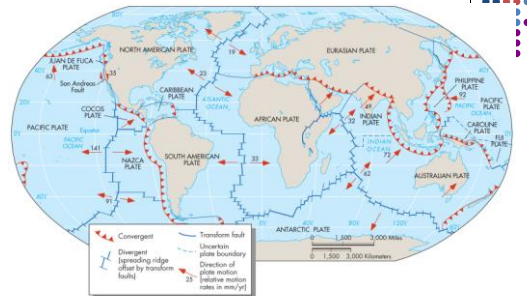 80°
NORTH AMERICAN PLATE
19
EURASIAN PLATE
JUAN DE FUCA
PLATE
40°
63
35
San Andreas
Fault
23
ATLANTIC
OCEAN
CARIBBEAN
PLATE
COCOS
PLATE
AFRICAN PLATE
49
32
INDIAN
PLATE
PHILIPPINE
PLATE
92
PACIFIC
OCEAN
PACIFIC
PLATE
CAROLINE
PLATE
FIJI
PLATE
PACIFIC PLATE
Equator
PACIFIC
OCEAN
141
NAZCA
PLATE
SOUTH AMERICAN
PLATE
33
INDIAN
OCEAN
72
62
AUSTRALIAN PLATE
91
40°
80°
ANTARCTIC PLATE
0 1,500 3,000 Miles
0 1,500 3,000 Kilometers
Convergent
Divergent
(spreading ridge
offset by transform
faults)
Transform fault
Uncertain
plate boundary
Direction of
plate motion
(relative motion
rates in mm/yr)
25